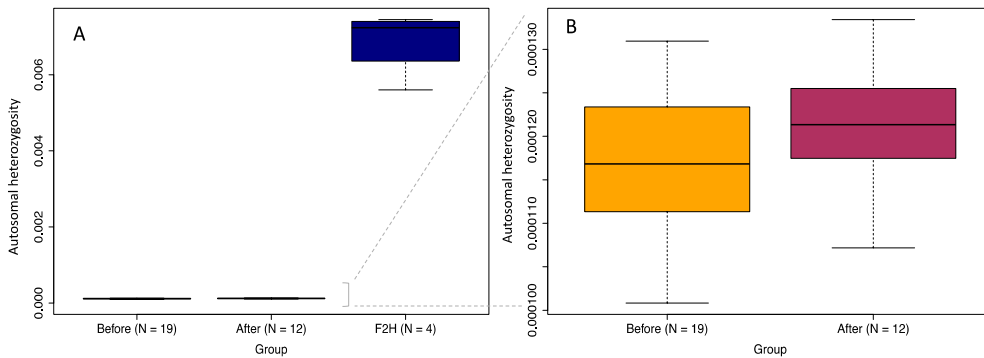 A
Autosomal heterozygosity
0.006
0.004
0.002
0.000
Before (N = 19)
After (N = 12)
F2H (N = 4)
Group
B
Autosomal heterozygosity
0.000130
0.000120
0.000110
0.000100
Before (N = 19)
After (N = 12)
Group